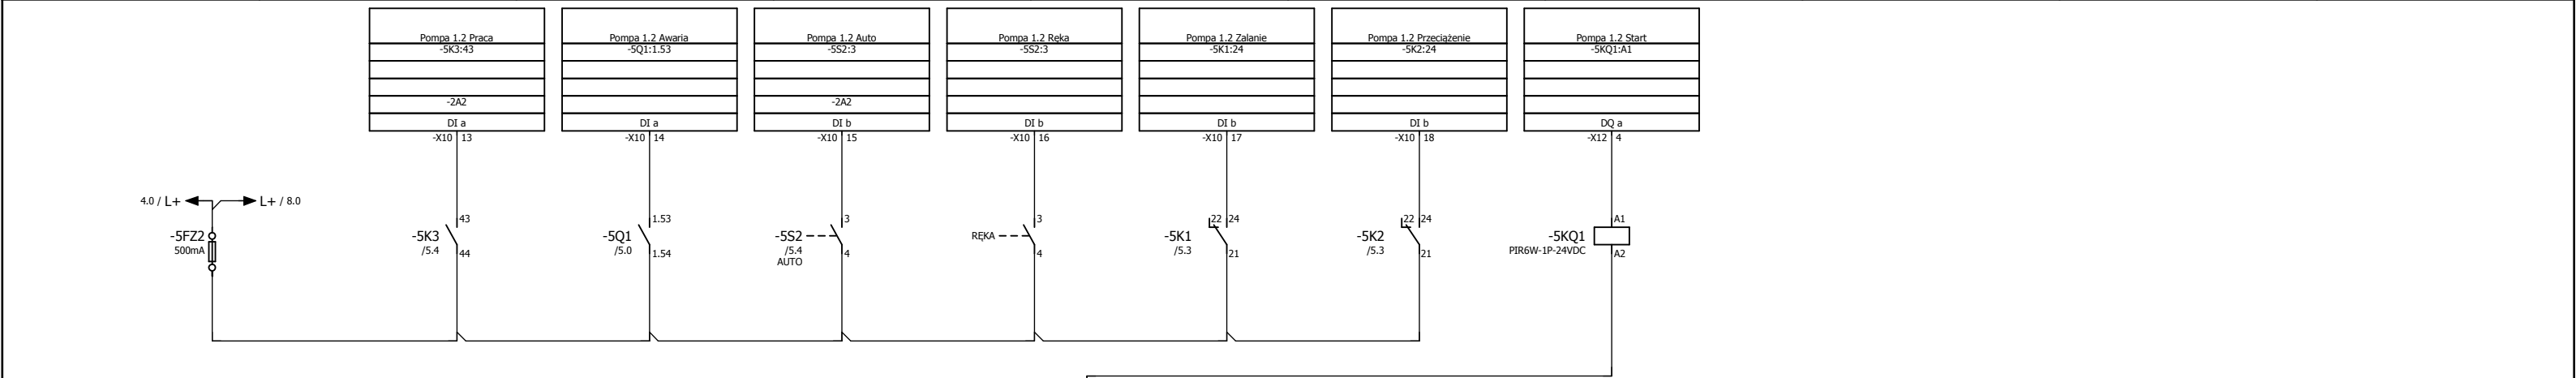 Pompa 1.2 Praca
-5K3:43
-2A2
DI a
-X10 13
Pompa 1.2 Awaria
-5Q1:1.53
DI a
-X10 14
Pompa 1.2 Auto
-5S2:3
-2A2
DI b
-X10 15
Pompa 1.2 Ręka
-5S2:3
DI b
-X10 16
Pompa 1.2 Zalanie
-5K1:24
DI b
-X10 17
Pompa 1.2 Przeciążenie
-5K2:24
DI b
-X10 18
Pompa 1.2 Start
-5KQ1:A1
DQ a
-X12 4
4.0 / L+
L+ / 8.0
-5FZ2
500mA
43
-5K3
/5.4
44
1.53
-5Q1
/5.0
1.54
3
-5S2
/5.4
4
AUTO
3
RĘKA
4
22 24
-5K1
/5.3
21
22 24
-5K2
/5.3
21
A1
-5KQ1
PIR6W-1P-24VDC
A2